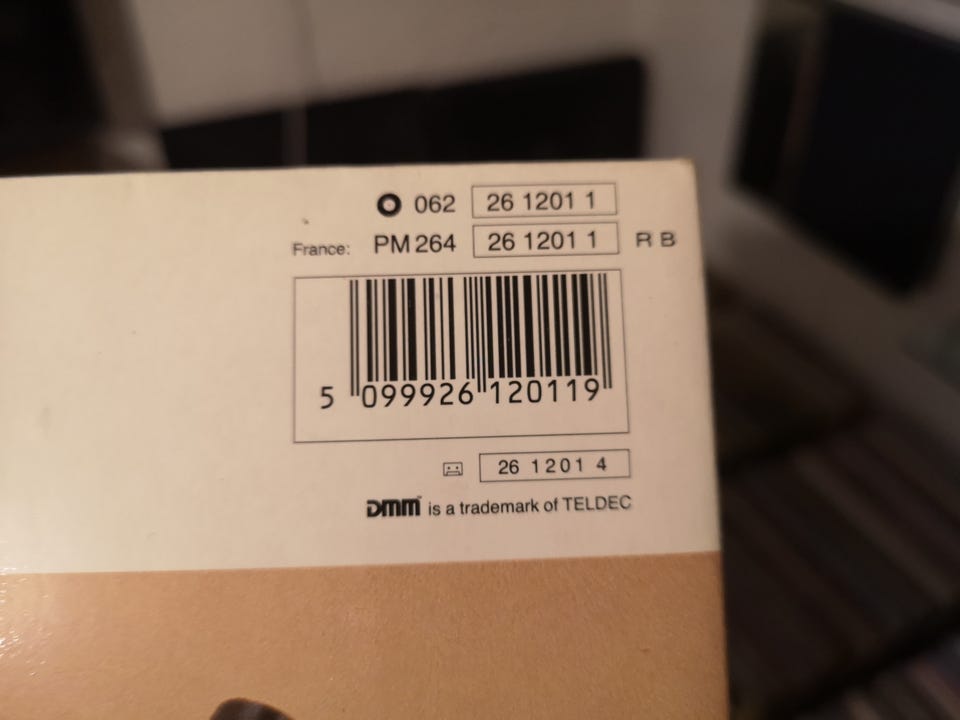 062 26 1201 1
France: PM 264 26 1201 1 R B
5 099926 120119
26 1201 4
DMM™ is a trademark of TELDEC